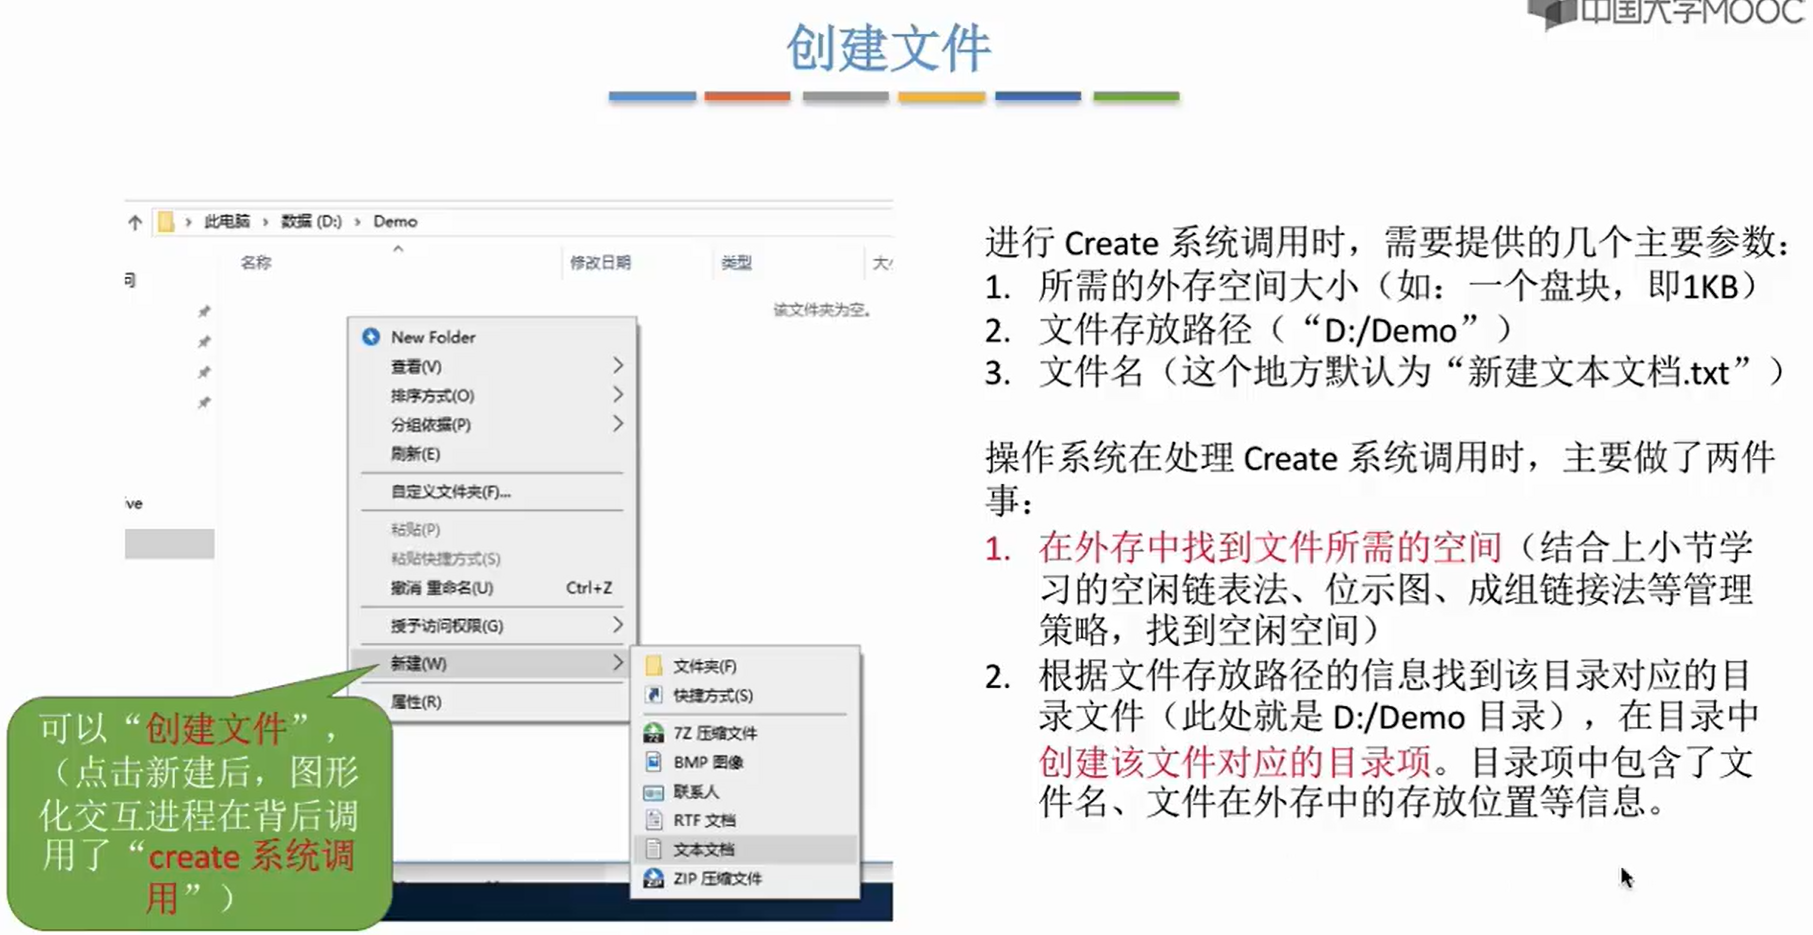 中国大学MOOC
创建文件
此电脑 › 数据 (D:) › Demo
名称 修改日期 类型
该文件夹为空。
New Folder
查看(V)
排序方式(O)
分组依据(P)
刷新(E)
自定义文件夹(F)...
粘贴(P)
粘贴快捷方式(S)
撤消 重命名(U) Ctrl+Z
授予访问权限(G)
新建(W)
属性(R)
文件夹(F)
快捷方式(S)
7Z 压缩文件
BMP 图像
联系人
RTF 文档
文本文档
ZIP 压缩文件
可以“创建文件”，
（点击新建后，图形
化交互进程在背后调
用了“create 系统调
用”）
进行 Create 系统调用时，需要提供的几个主要参数：
1. 所需的外存空间大小（如：一个盘块，即1KB）
2. 文件存放路径（“D:/Demo”）
3. 文件名（这个地方默认为“新建文本文档.txt”）
操作系统在处理 Create 系统调用时，主要做了两件
事：
1. 在外存中找到文件所需的空间（结合上小节学
习的空闲链表法、位示图、成组链接法等管理
策略，找到空闲空间）
2. 根据文件存放路径的信息找到该目录对应的目
录文件（此处就是 D:/Demo 目录），在目录中
创建该文件对应的目录项。目录项中包含了文
件名、文件在外存中的存放位置等信息。